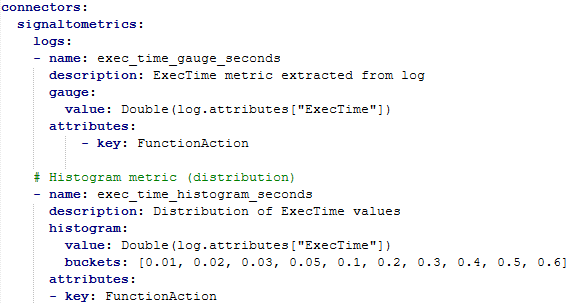 connectors:
  signaltometrics:
    logs:
    - name: exec_time_gauge_seconds
      description: ExecTime metric extracted from log
      gauge:
        value: Double(log.attributes["ExecTime"])
      attributes:
          - key: FunctionAction
    # Histogram metric (distribution)
    - name: exec_time_histogram_seconds
      description: Distribution of ExecTime values
      histogram:
        value: Double(log.attributes["ExecTime"])
        buckets: [0.01, 0.02, 0.03, 0.05, 0.1, 0.2, 0.3, 0.4, 0.5, 0.6]
      attributes:
      - key: FunctionAction